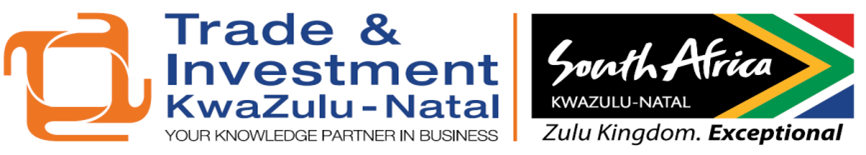 Trade &
Investment
KwaZulu-Natal
YOUR KNOWLEDGE PARTNER IN BUSINESS
South Africa
KWAZULU-NATAL
Zulu Kingdom. Exceptional